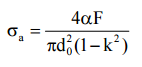 σₐ = 4αF / πd₀²(1–k²)